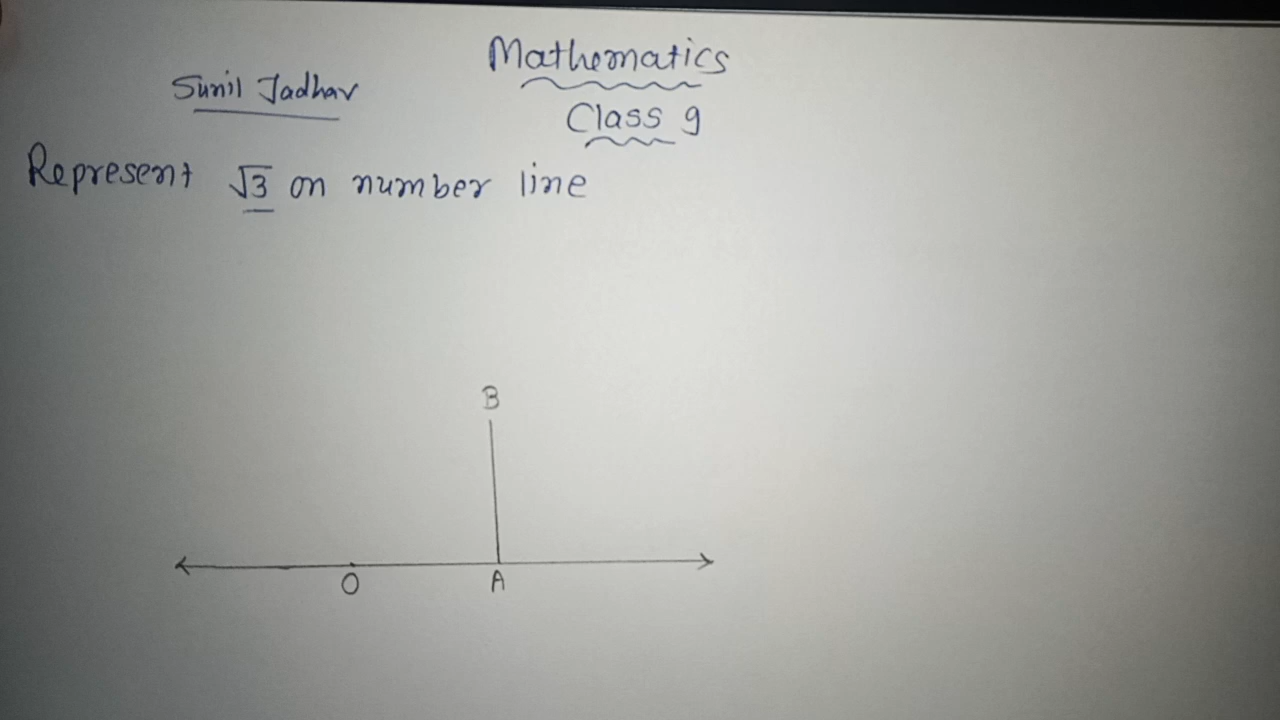 Mathematics
Sunil Jadhav
Class 9
Represent √3 on number line
B
O
A